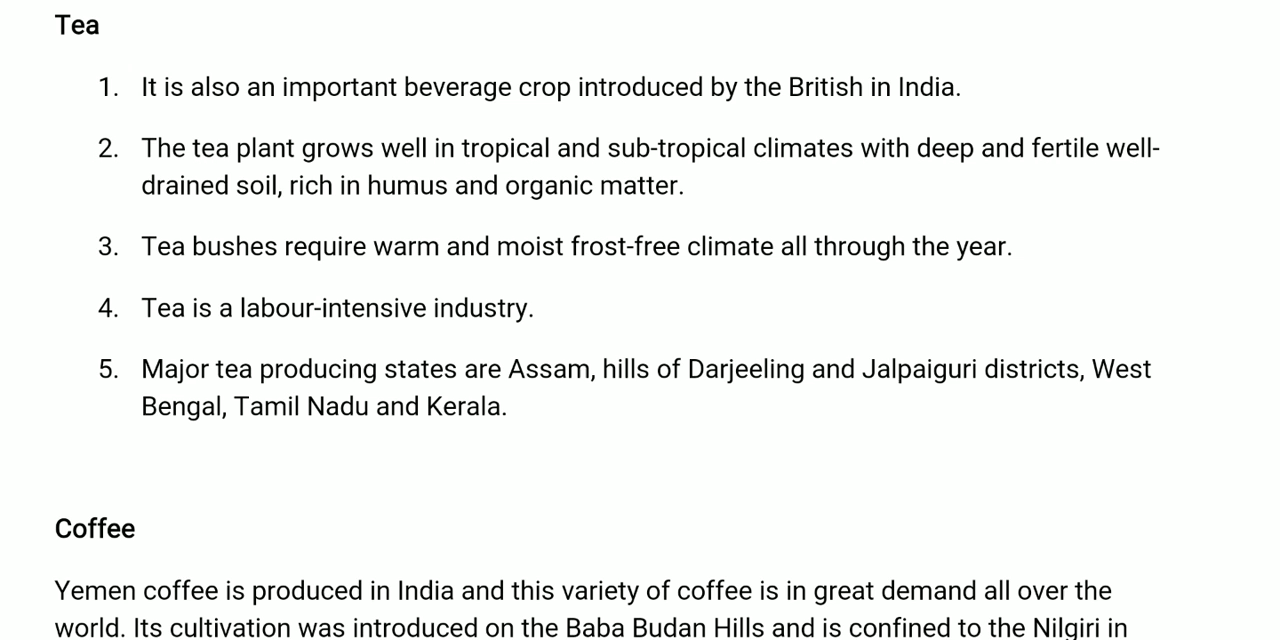 Tea
1. It is also an important beverage crop introduced by the British in India.
2. The tea plant grows well in tropical and sub-tropical climates with deep and fertile well-
drained soil, rich in humus and organic matter.
3. Tea bushes require warm and moist frost-free climate all through the year.
4. Tea is a labour-intensive industry.
5. Major tea producing states are Assam, hills of Darjeeling and Jalpaiguri districts, West
Bengal, Tamil Nadu and Kerala.
Coffee
Yemen coffee is produced in India and this variety of coffee is in great demand all over the
world. Its cultivation was introduced on the Baba Budan Hills and is confined to the Nilgiri in